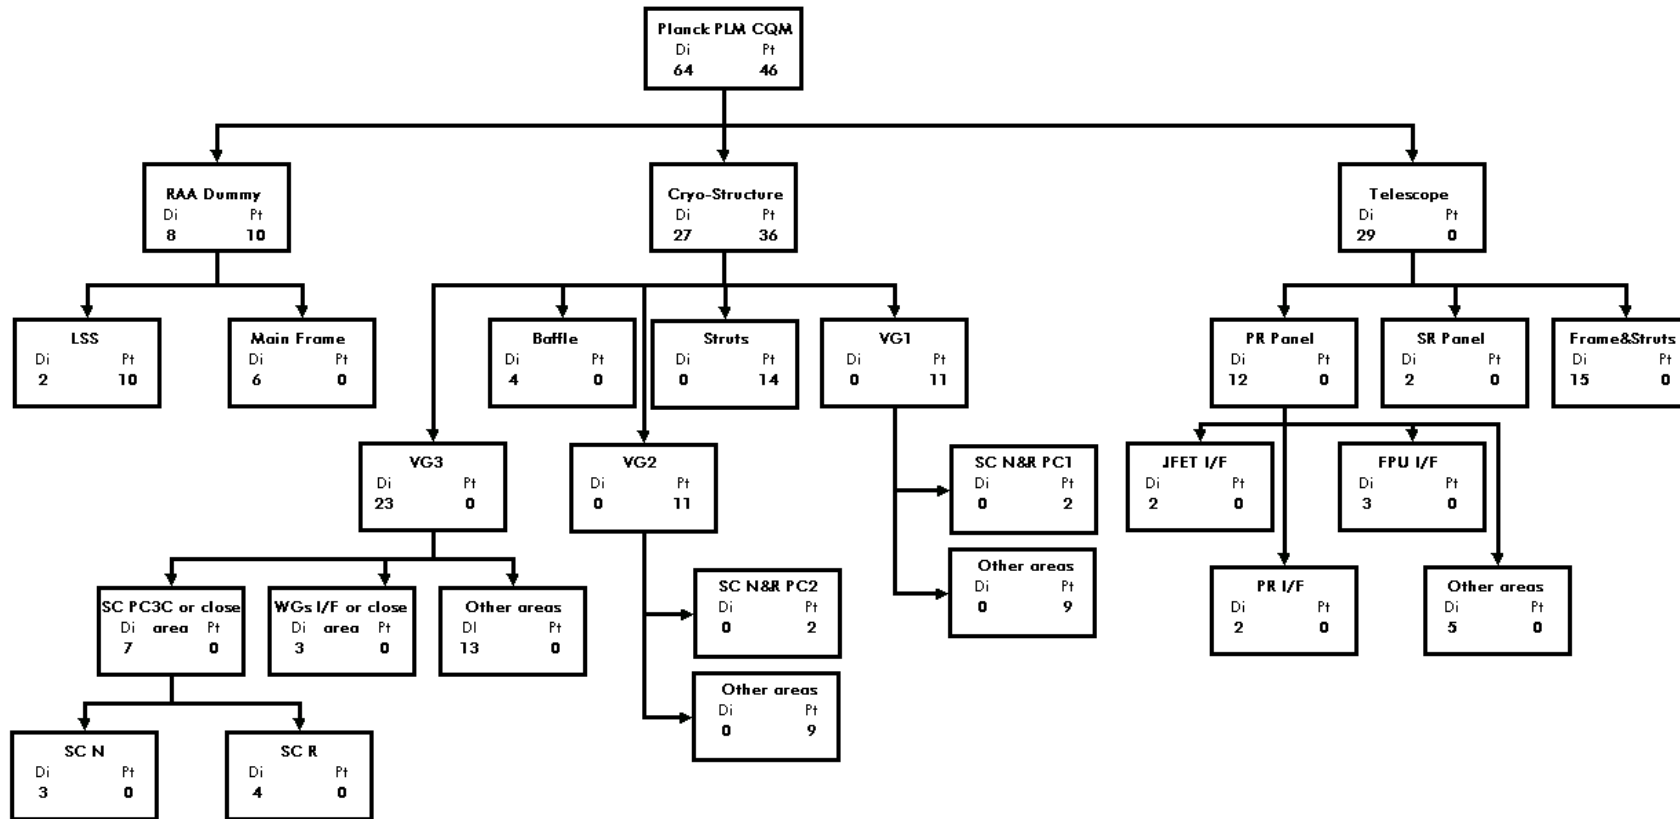 Planck PLM CQM
Di Pt
64 46
RAA Dummy
Di Pt
8 10
Cryo-Structure
Di Pt
27 36
Telescope
Di Pt
29 0
LSS
Di Pt
2 10
Main Frame
Di Pt
6 0
Baffle
Di Pt
4 0
Struts
Di Pt
0 14
VG1
Di Pt
0 11
PR Panel
Di Pt
12 0
SR Panel
Di Pt
2 0
Frame&Struts
Di Pt
15 0
VG3
Di Pt
23 0
VG2
Di Pt
0 11
SC N&R PC1
Di Pt
0 2
JFET I/F
Di Pt
2 0
FPU I/F
Di Pt
3 0
Other areas
Di Pt
0 9
SC PC3C or close
Di area Pt
7 0
WGs I/F or close
Di area Pt
3 0
Other areas
DI Pt
13 0
SC N&R PC2
Di Pt
0 2
PR I/F
Di Pt
2 0
Other areas
Di Pt
5 0
Other areas
Di Pt
0 9
SC N
Di Pt
3 0
SC R
Di Pt
4 0